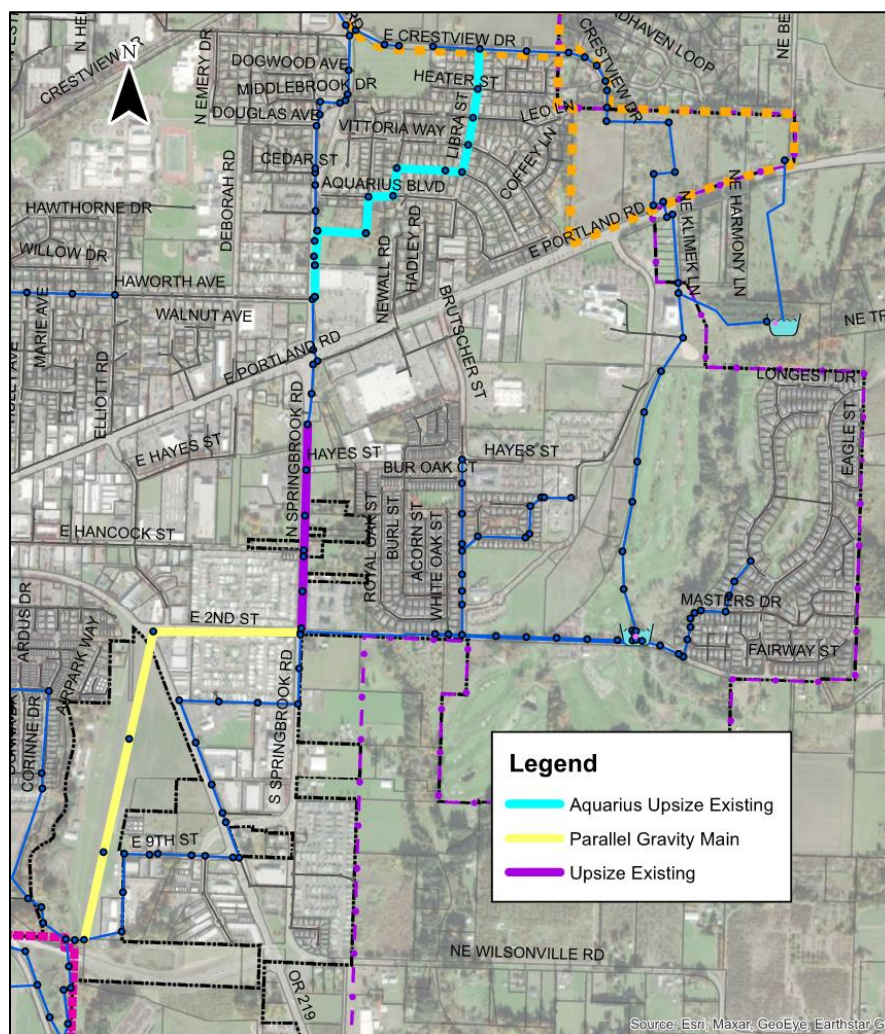 E CRESTVIEW DR
CRESTVIEW DR
N EMERY DR
N
DOGWOOD AVE
HEATER ST
CRESTVIEW DR
MIDDLEBROOK DR
DOUGLAS AVE
VITTORIA WAY
LIBRA ST
LEO LN
CEDAR ST
COFFEY LN
DEBORAH RD
AQUARIUS BLVD
HAWTHORNE DR
WILLOW DR
HAWORTH AVE
NEWALL RD
HADLEY RD
E PORTLAND RD
NE KLIMEK LN
NE HARMONY LN
MARIE AVE
WALNUT AVE
BRUTSCHER ST
E PORTLAND RD
ELLIOTT RD
LONGEST DR
EAGLE ST
E HAYES ST
N SPRINGBROOK RD
HAYES ST
BUR OAK CT
HAYES ST
E HANCOCK ST
ROYAL OAK ST
BURL ST
ACORN ST
WHITE OAK ST
E 2ND ST
MASTERS DR
FAIRWAY ST
ARDUS DR
AIRPARK WAY
CORINNE DR
S SPRINGBROOK RD
Legend
Aquarius Upsize Existing
Parallel Gravity Main
Upsize Existing
E 9TH ST
NE WILSONVILLE RD
OR 219
Source: Esri, Maxar, GeoEye, Earthstar